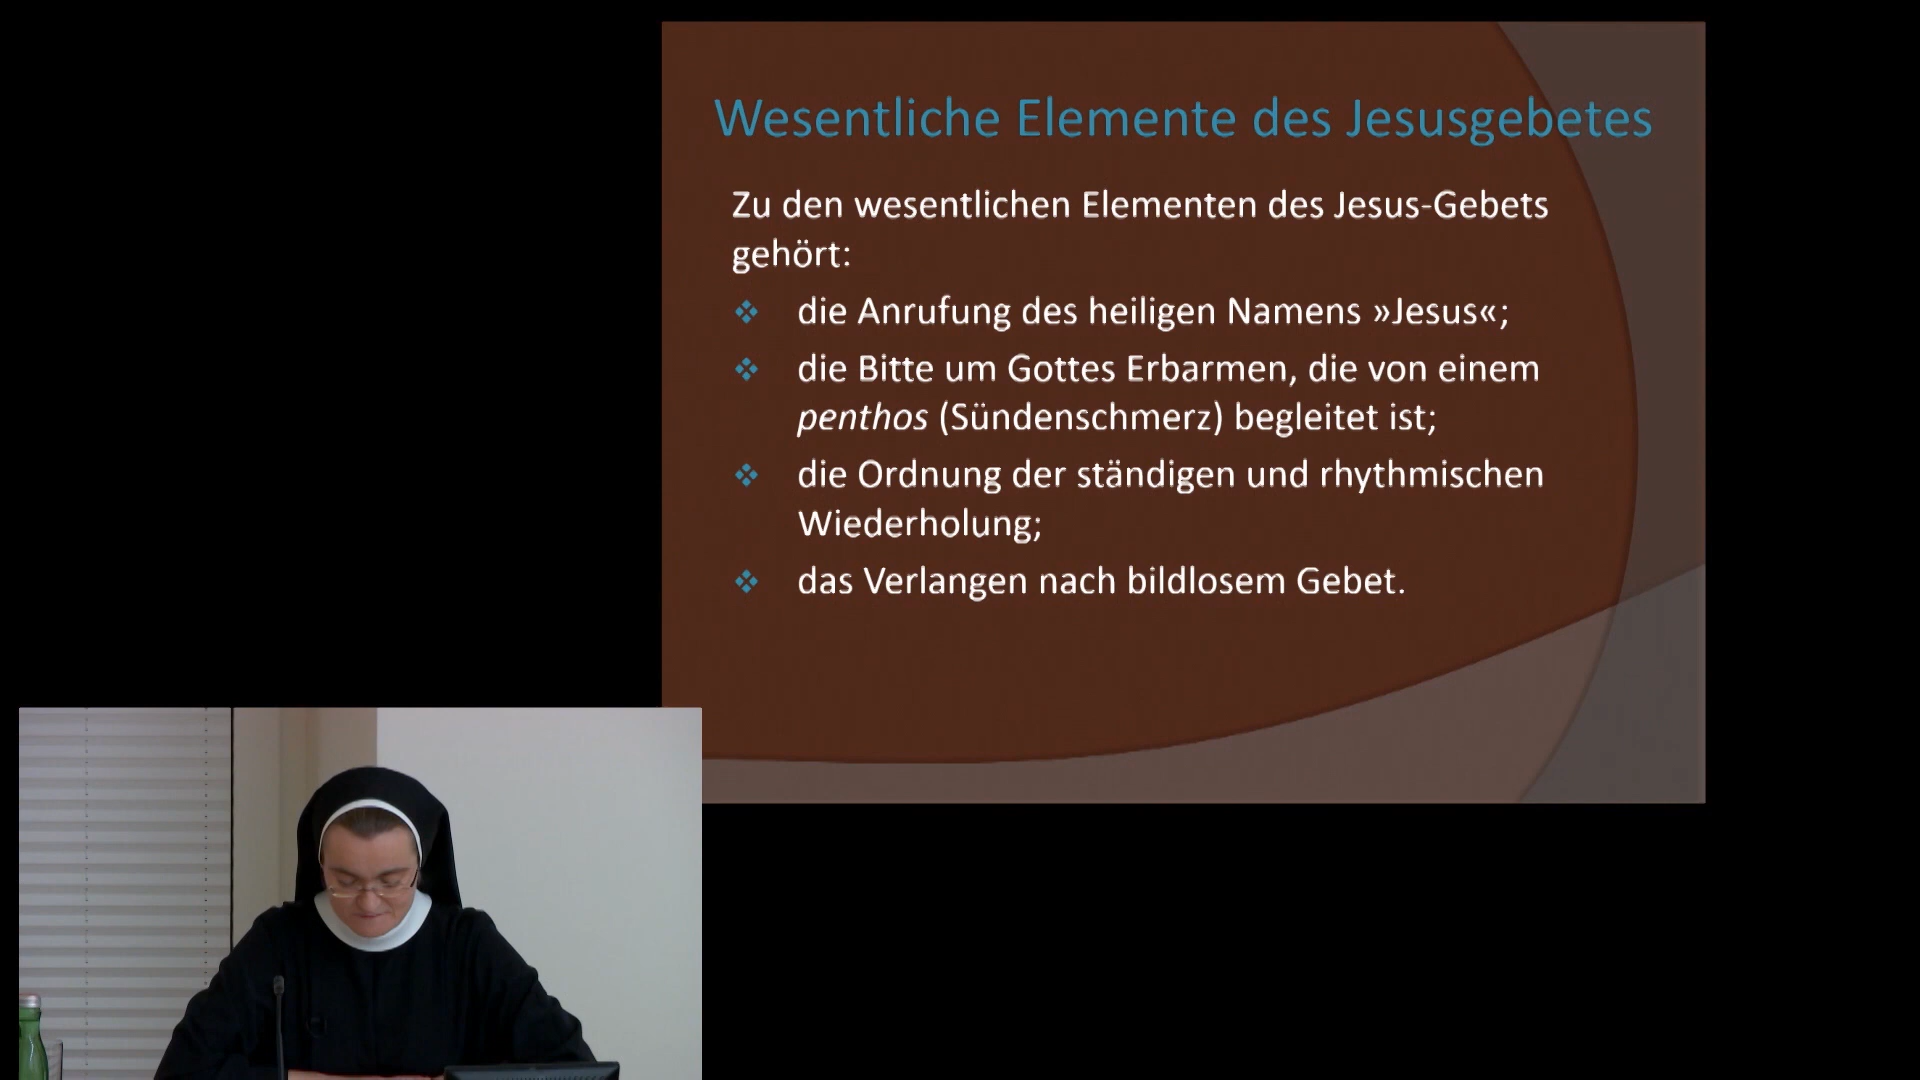 Wesentliche Elemente des Jesusgebetes
Zu den wesentlichen Elementen des Jesus-Gebets
gehört:
die Anrufung des heiligen Namens »Jesus«;
die Bitte um Gottes Erbarmen, die von einem
penthos (Sündenschmerz) begleitet ist;
die Ordnung der ständigen und rhythmischen
Wiederholung;
das Verlangen nach bildlosem Gebet.